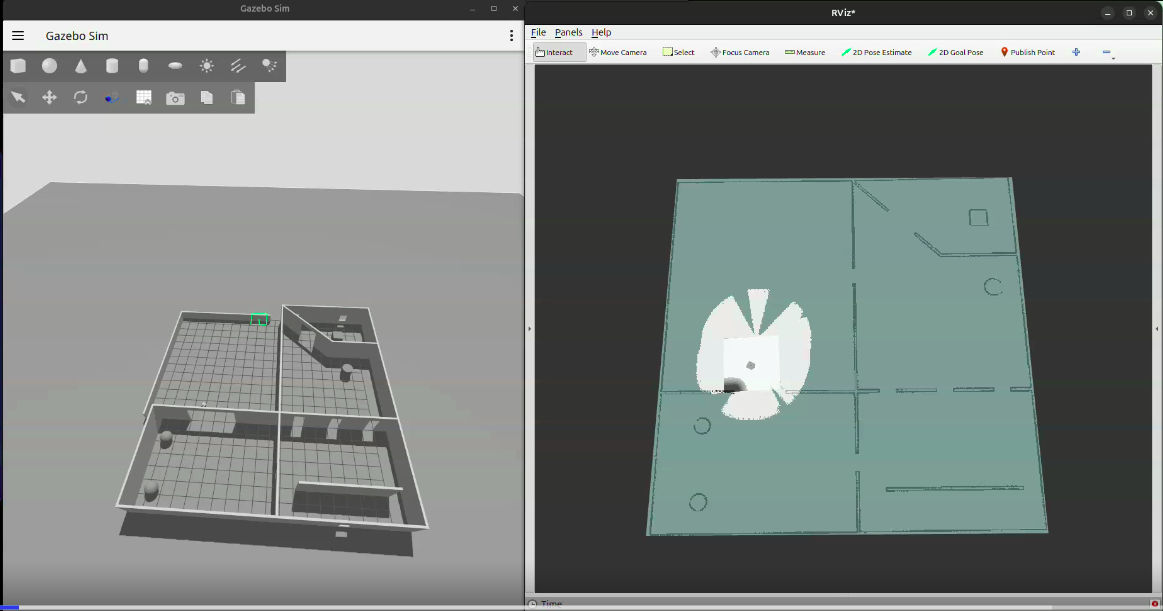 Gazebo Sim
Gazebo Sim
RViz*
File Panels Help
Interact Move Camera Select Focus Camera Measure 2D Pose Estimate 2D Goal Pose Publish Point
Time